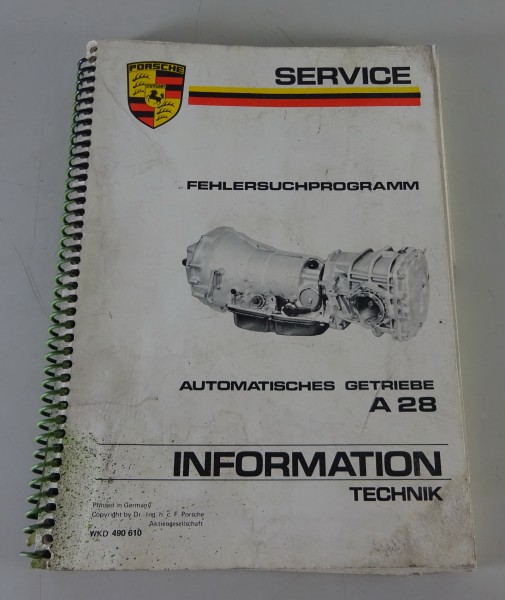 PORSCHE
SERVICE
FEHLERSUCHPROGRAMM
AUTOMATISCHES GETRIEBE
A 28
INFORMATION
TECHNIK
Printed in Germany
Copyright by Dr.-Ing. h. c. F. Porsche
Aktiengesellschaft
WKD 490 610